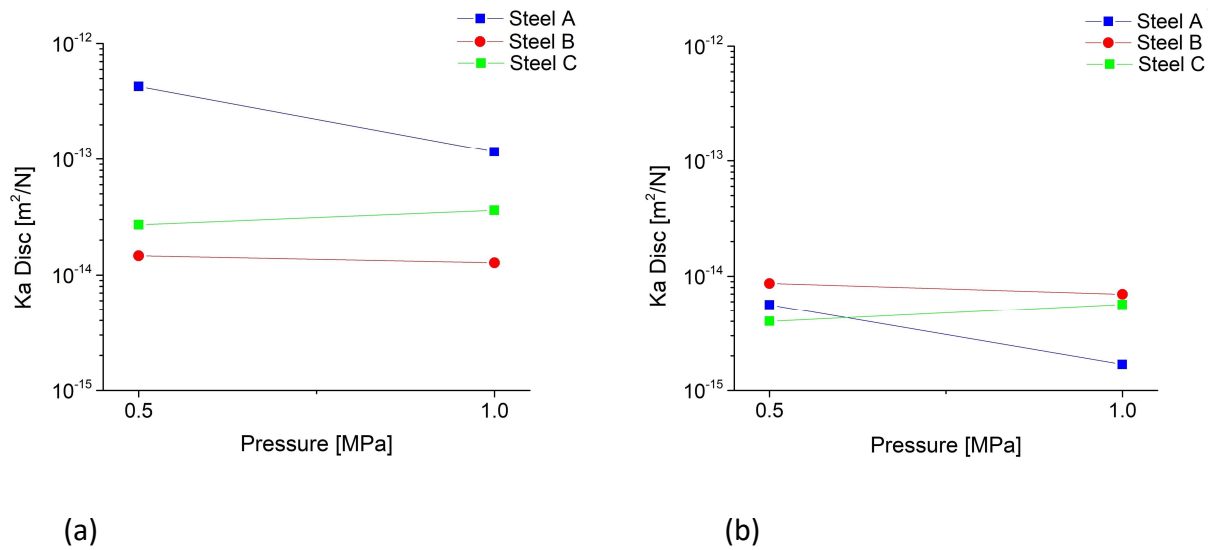 Steel A
Steel B
Steel C
10⁻¹²
10⁻¹³
10⁻¹⁴
10⁻¹⁵
Ka Disc [m²/N]
0.5
1.0
Pressure [MPa]
(a)
Steel A
Steel B
Steel C
10⁻¹²
10⁻¹³
10⁻¹⁴
10⁻¹⁵
Ka Disc [m²/N]
0.5
1.0
Pressure [MPa]
(b)